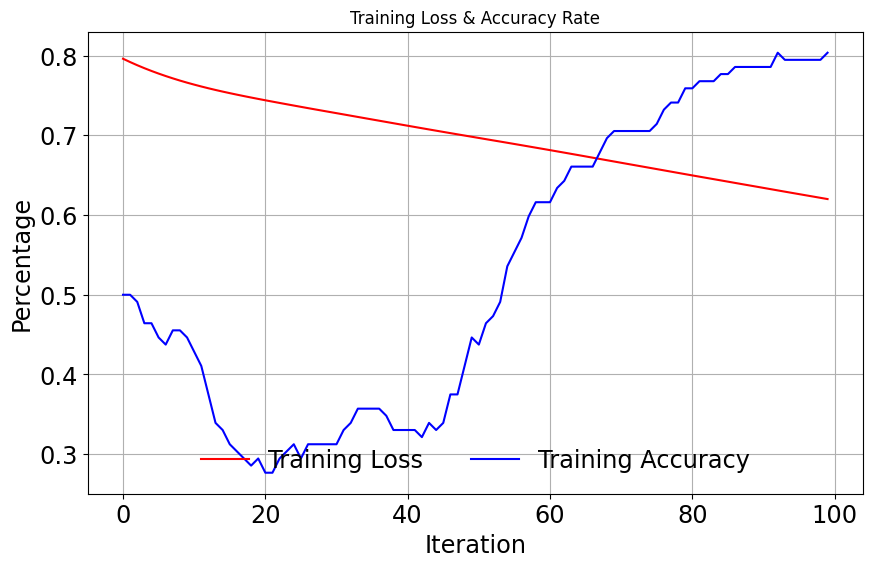 Training Loss & Accuracy Rate
Percentage
0.8
0.7
0.6
0.5
0.4
0.3
Training Loss Training Accuracy
0 20 40 60 80 100
Iteration